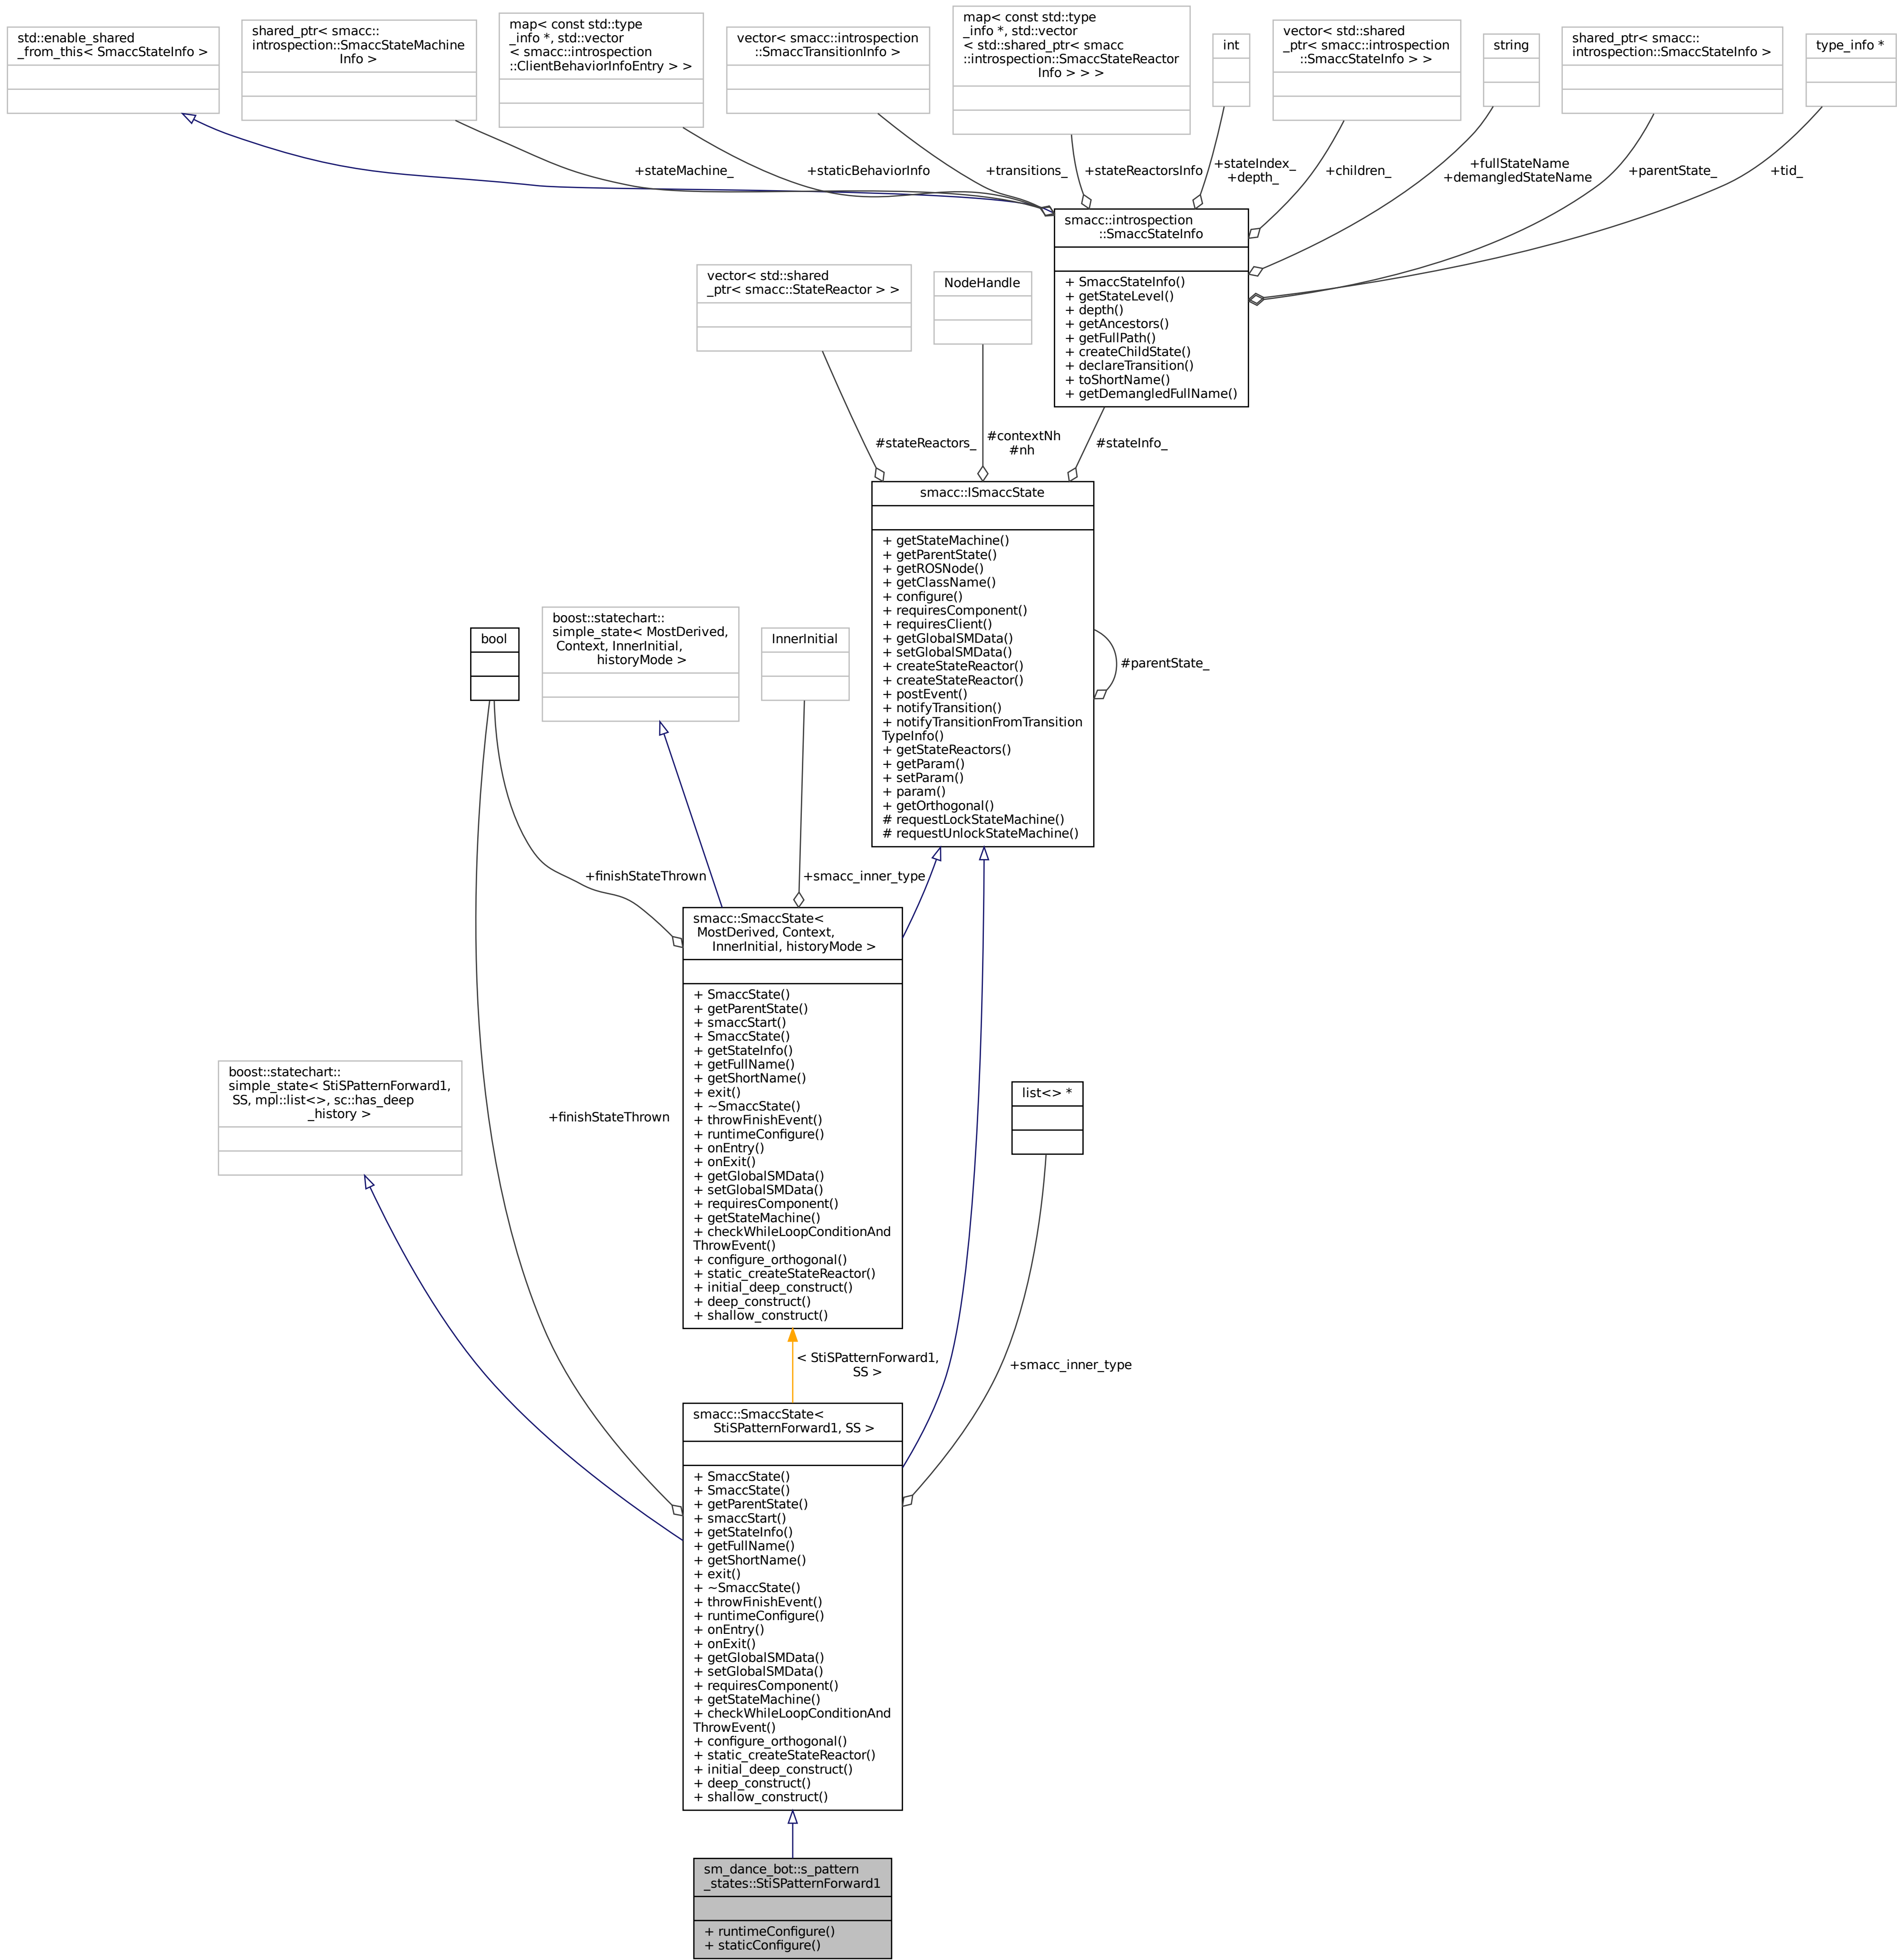 std::enable_shared
_from_this< SmaccStateInfo >
shared_ptr< smacc::
introspection::SmaccStateMachine
Info >
map< const std::type
_info *, std::vector
< smacc::introspection
::ClientBehaviorInfoEntry > >
vector< smacc::introspection
::SmaccTransitionInfo >
map< const std::type
_info *, std::vector
< std::shared_ptr< smacc
::introspection::SmaccStateReactor
Info > > >
int
vector< std::shared
_ptr< smacc::introspection
::SmaccStateInfo > >
string
shared_ptr< smacc::
introspection::SmaccStateInfo >
type_info *
+stateMachine_
+staticBehaviorInfo
+transitions_
+stateReactorsInfo
+stateIndex_
+depth_
+children_
+fullStateName
+demangledStateName
+parentState_
+tid_
smacc::introspection
::SmaccStateInfo
+ SmaccStateInfo()
+ getStateLevel()
+ depth()
+ getAncestors()
+ getFullPath()
+ createChildState()
+ declareTransition()
+ toShortName()
+ getDemangledFullName()
vector< std::shared
_ptr< smacc::StateReactor > >
NodeHandle
#stateReactors_
#contextNh
#nh
#stateInfo_
smacc::ISmaccState
+ getStateMachine()
+ getParentState()
+ getROSNode()
+ getClassName()
+ configure()
+ requiresComponent()
+ requiresClient()
+ getGlobalSMData()
+ setGlobalSMData()
+ createStateReactor()
+ createStateReactor()
+ postEvent()
+ notifyTransition()
+ notifyTransitionFromTransition
TypeInfo()
+ getStateReactors()
+ getParam()
+ setParam()
+ param()
+ getOrthogonal()
# requestLockStateMachine()
# requestUnlockStateMachine()
#parentState_
bool
boost::statechart::
simple_state< MostDerived,
Context, InnerInitial,
historyMode >
InnerInitial
+finishStateThrown
+smacc_inner_type
smacc::SmaccState<
MostDerived, Context,
InnerInitial, historyMode >
+ SmaccState()
+ getParentState()
+ smaccStart()
+ SmaccState()
+ getStateInfo()
+ getFullName()
+ getShortName()
+ exit()
+ ~SmaccState()
+ throwFinishEvent()
+ runtimeConfigure()
+ onEntry()
+ onExit()
+ getGlobalSMData()
+ setGlobalSMData()
+ requiresComponent()
+ getStateMachine()
+ checkWhileLoopConditionAnd
ThrowEvent()
+ configure_orthogonal()
+ static_createStateReactor()
+ initial_deep_construct()
+ deep_construct()
+ shallow_construct()
boost::statechart::
simple_state< StiSPatternForward1,
SS, mpl::list<>, sc::has_deep
_history >
+finishStateThrown
list<> *
< StiSPatternForward1,
SS >
+smacc_inner_type
smacc::SmaccState<
StiSPatternForward1, SS >
+ SmaccState()
+ SmaccState()
+ getParentState()
+ smaccStart()
+ getStateInfo()
+ getFullName()
+ getShortName()
+ exit()
+ ~SmaccState()
+ throwFinishEvent()
+ runtimeConfigure()
+ onEntry()
+ onExit()
+ getGlobalSMData()
+ setGlobalSMData()
+ requiresComponent()
+ getStateMachine()
+ checkWhileLoopConditionAnd
ThrowEvent()
+ configure_orthogonal()
+ static_createStateReactor()
+ initial_deep_construct()
+ deep_construct()
+ shallow_construct()
sm_dance_bot::s_pattern
_states::StiSPatternForward1
+ runtimeConfigure()
+ staticConfigure()